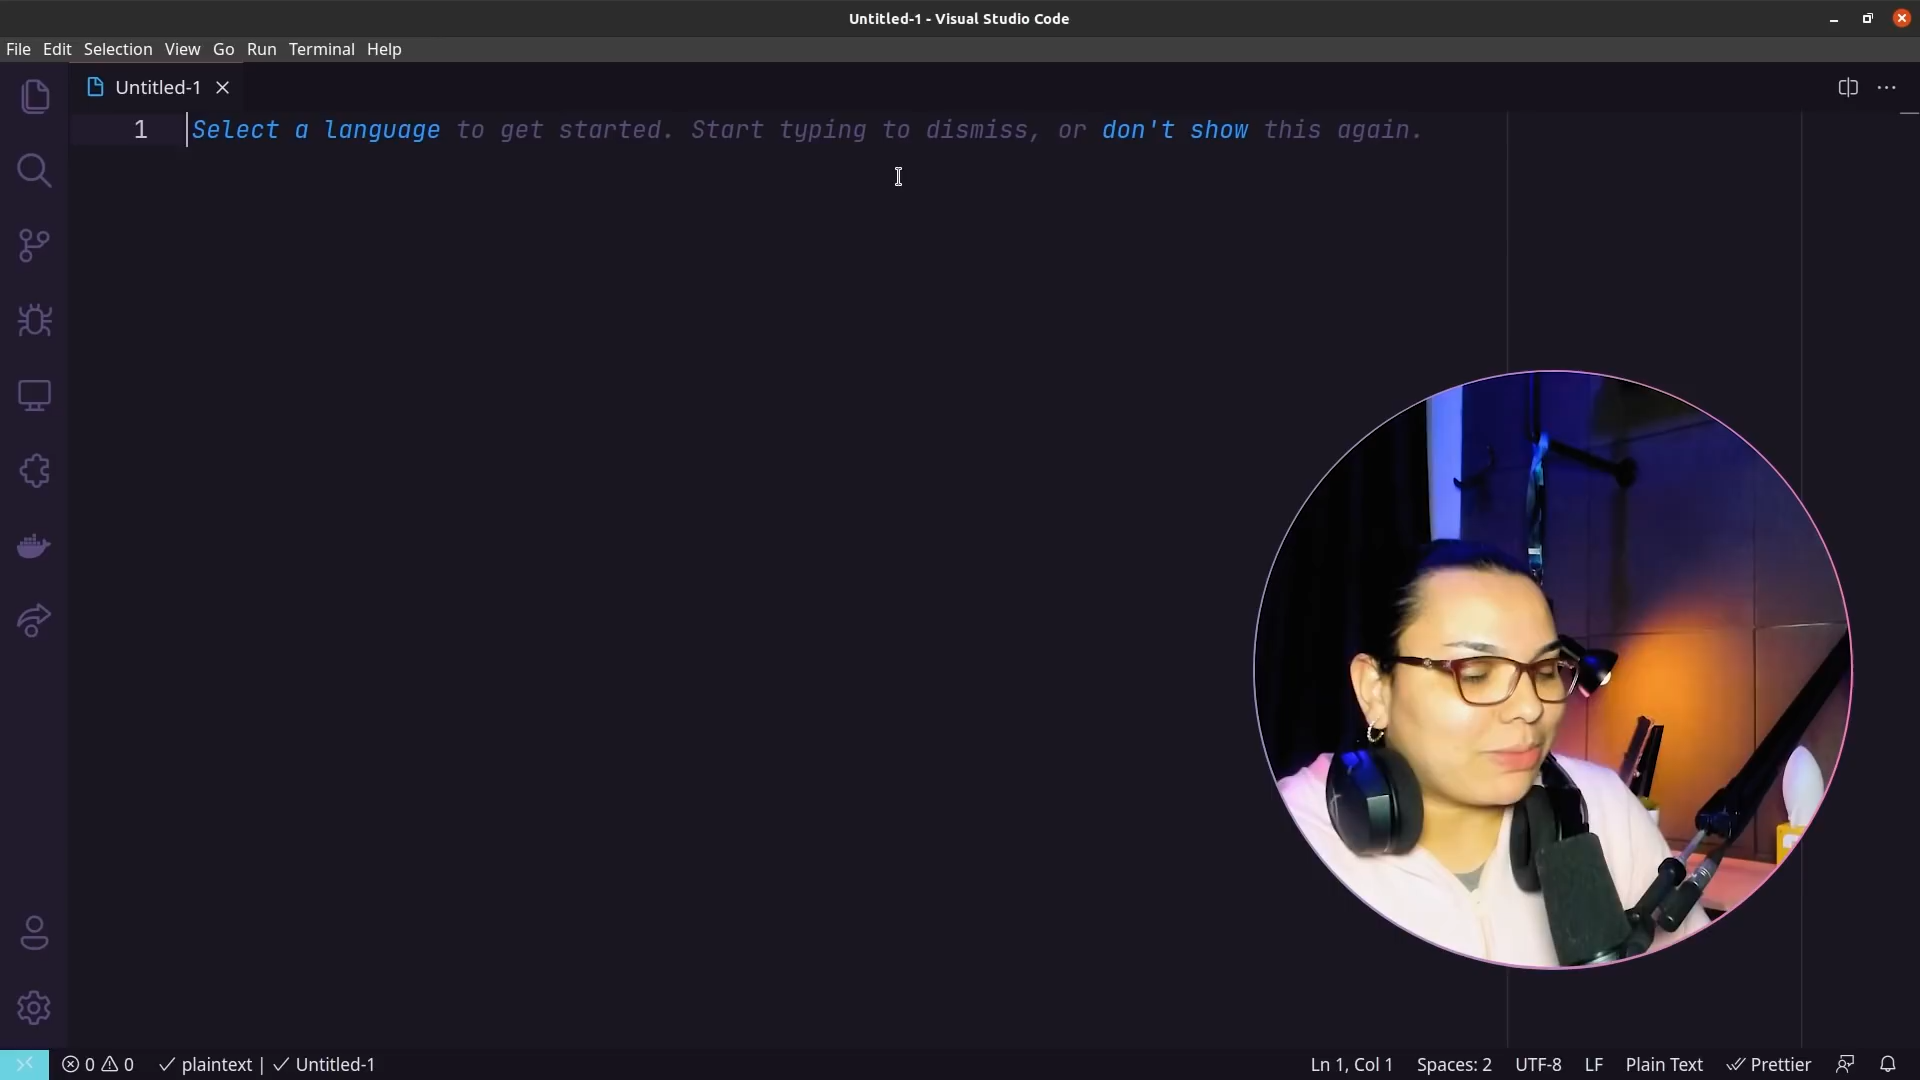 Untitled-1 - Visual Studio Code
File Edit Selection View Go Run Terminal Help
Untitled-1
1 Select a language to get started. Start typing to dismiss, or don't show this again.
0 0 plaintext | Untitled-1 Ln 1, Col 1 Spaces: 2 UTF-8 LF Plain Text Prettier